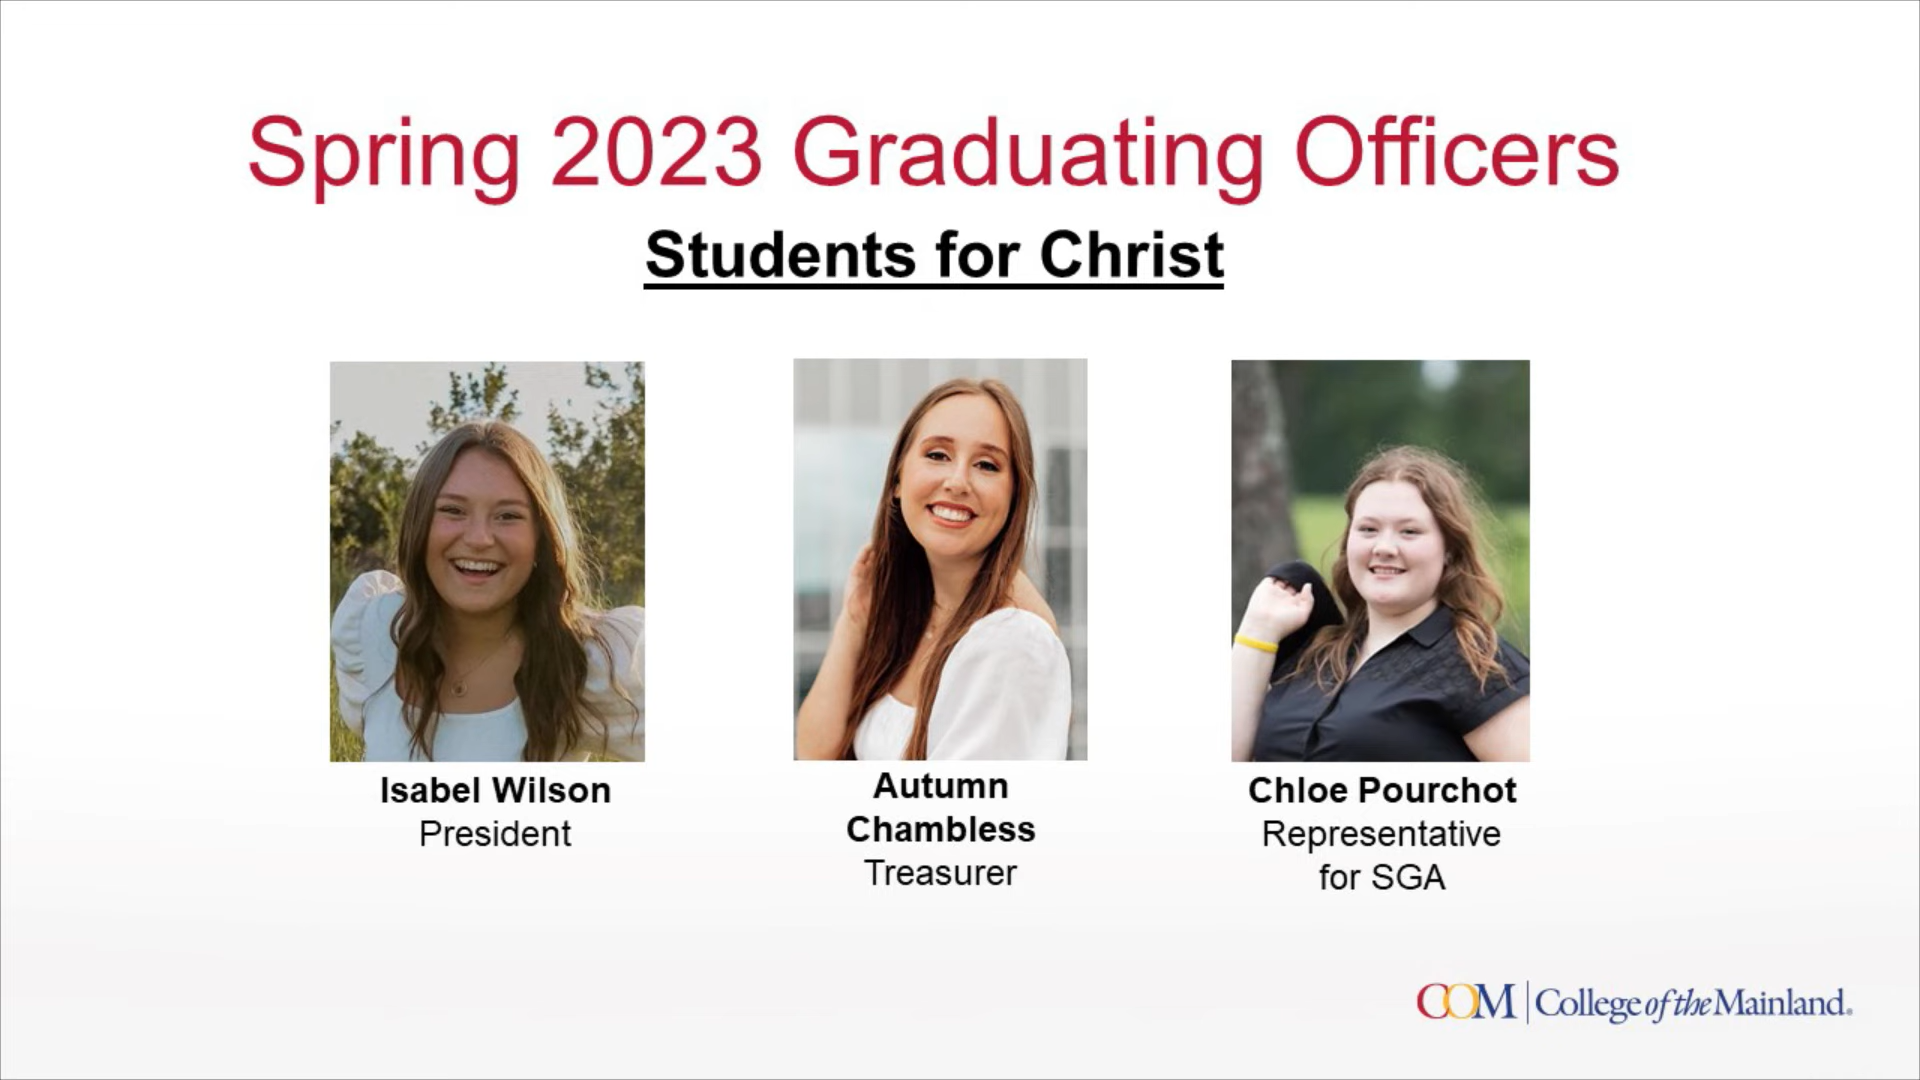 Spring 2023 Graduating Officers
Students for Christ
Isabel Wilson
President
Autumn
Chambless
Treasurer
Chloe Pourchot
Representative
for SGA
COM | College of the Mainland®